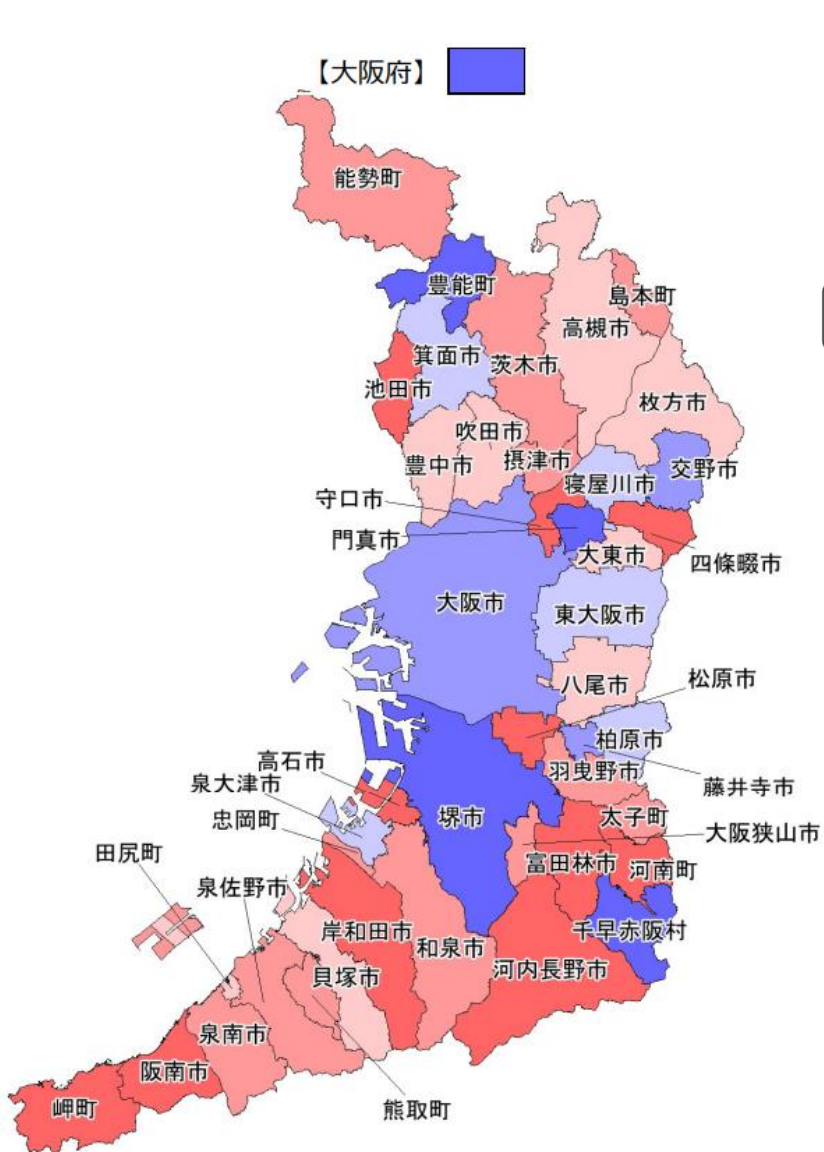 【大阪府】
能勢町
豊能町
島本町
高槻市
箕面市
茨木市
池田市
枚方市
吹田市
豊中市
摂津市
交野市
寝屋川市
守口市
門真市
大東市
四條畷市
大阪市
東大阪市
八尾市
松原市
柏原市
高石市
羽曳野市
泉大津市
藤井寺市
忠岡町
堺市
太子町
大阪狭山市
田尻町
富田林市
河南町
泉佐野市
岸和田市
千早赤阪村
和泉市
河内長野市
貝塚市
泉南市
阪南市
岬町
熊取町